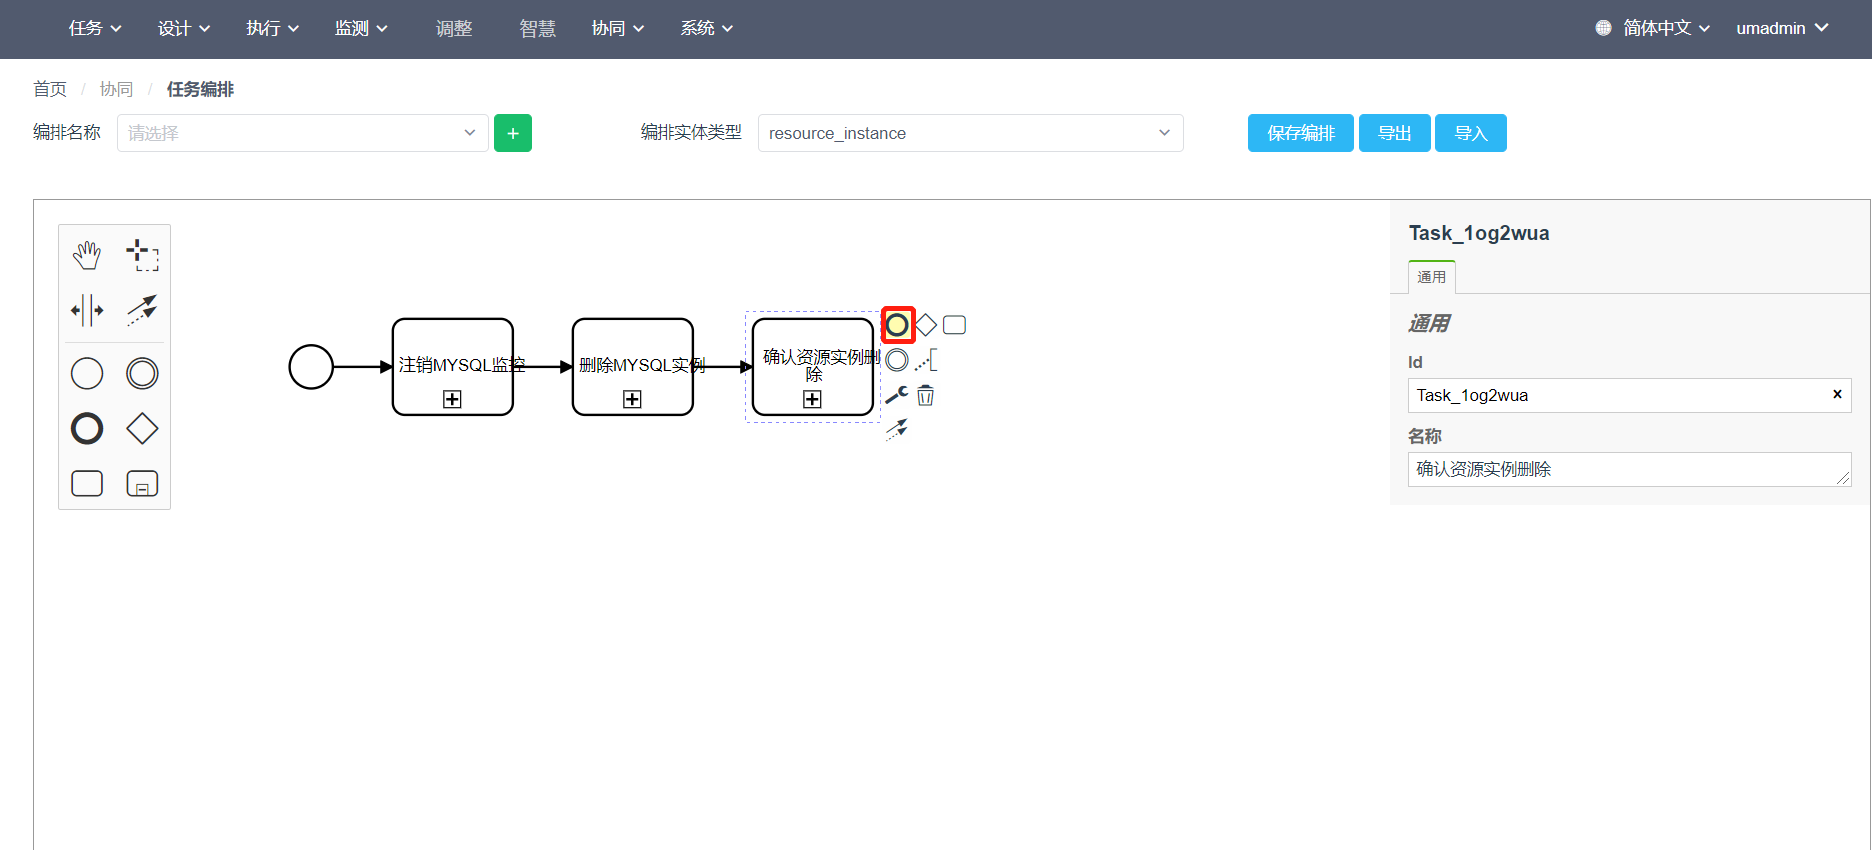 任务 设计 执行 监测 调整 智慧 协同 系统 简体中文 umadmin
首页 / 协同 / 任务编排
编排名称 请选择 + 编排实体类型 resource_instance 保存编排 导出 导入
Task_1og2wua
通用
通用
Id
Task_1og2wua
名称
确认资源实例删除
注销MYSQL监控
删除MYSQL实例
确认资源实例删
除